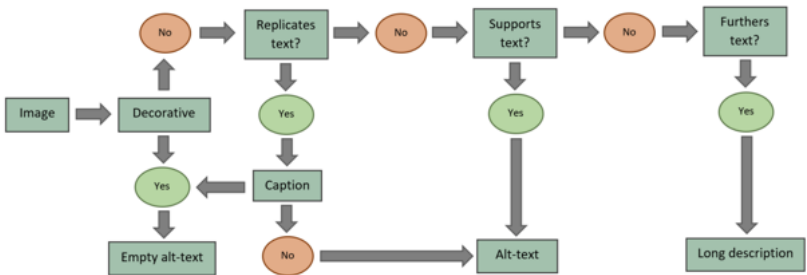 No
Replicates
text?
No
Supports
text?
No
Furthers
text?
Image
Decorative
Yes
Yes
Yes
Yes
Caption
Empty alt-text
No
Alt-text
Long description